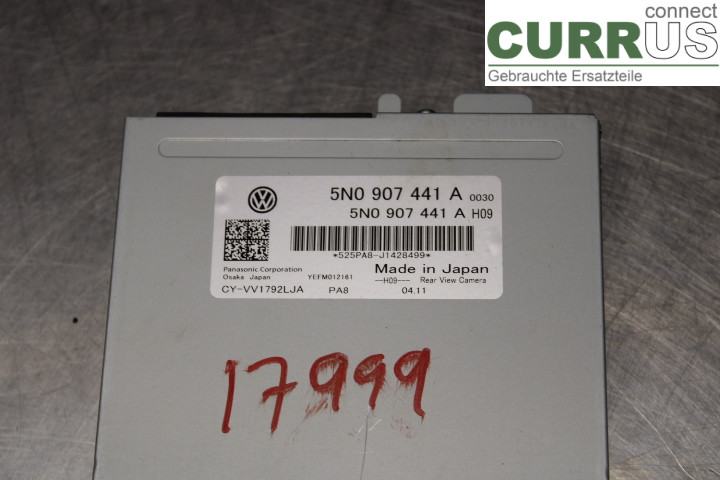 connect
CURRUS
Gebrauchte Ersatzteile
5N0 907 441 A 0030
5N0 907 441 A H09
*525PA8-J1428499*
Panasonic Corporation
Osaka Japan YEFM012161
Made in Japan
—H09— Rear View Camera
CY-VV1792LJA PA8 04.11
17999